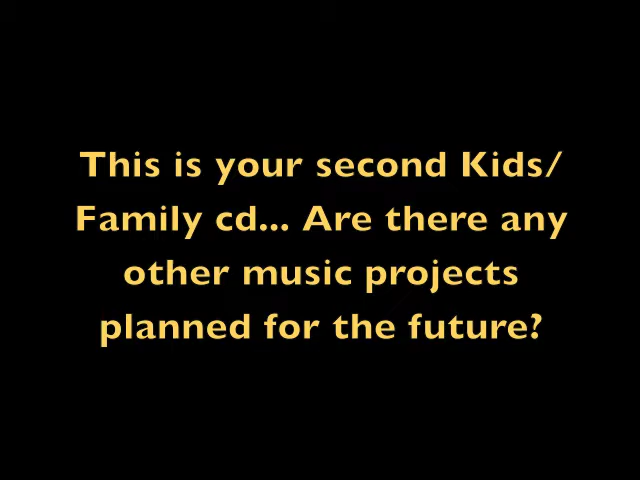 This is your second Kids/
Family cd... Are there any
other music projects
planned for the future?